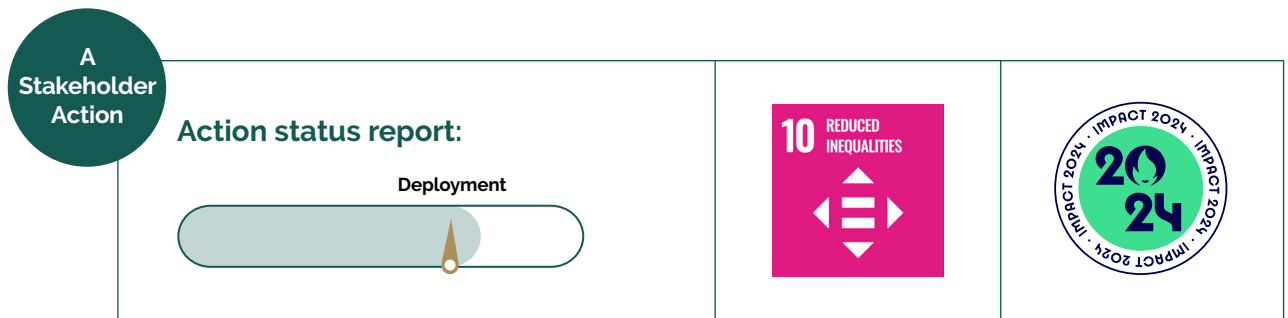 A
Stakeholder
Action
Action status report:
Deployment
10 REDUCED
INEQUALITIES
IMPACT 2024 · IMPACT 2024 · IMPACT 2024 · IMPACT 2024 ·
20
24